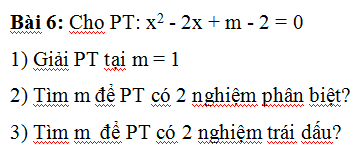 Bài 6: Cho PT: x² - 2x + m - 2 = 0
1) Giải PT tại m = 1
2) Tìm m để PT có 2 nghiệm phân biệt?
3) Tìm m để PT có 2 nghiệm trái dấu?